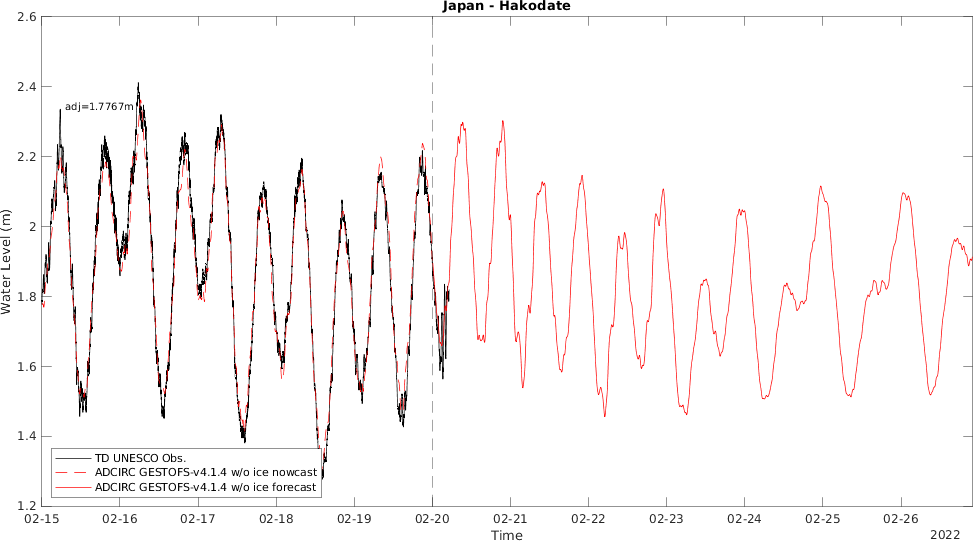 Japan - Hakodate
2.6
2.4
adj=1.7767m
2.2
2
1.8
1.6
1.4
1.2
Water Level (m)
TD UNESCO Obs.
ADCIRC GESTOFS-v4.1.4 w/o ice nowcast
ADCIRC GESTOFS-v4.1.4 w/o ice forecast
02-15 02-16 02-17 02-18 02-19 02-20 02-21 02-22 02-23 02-24 02-25 02-26
Time
2022